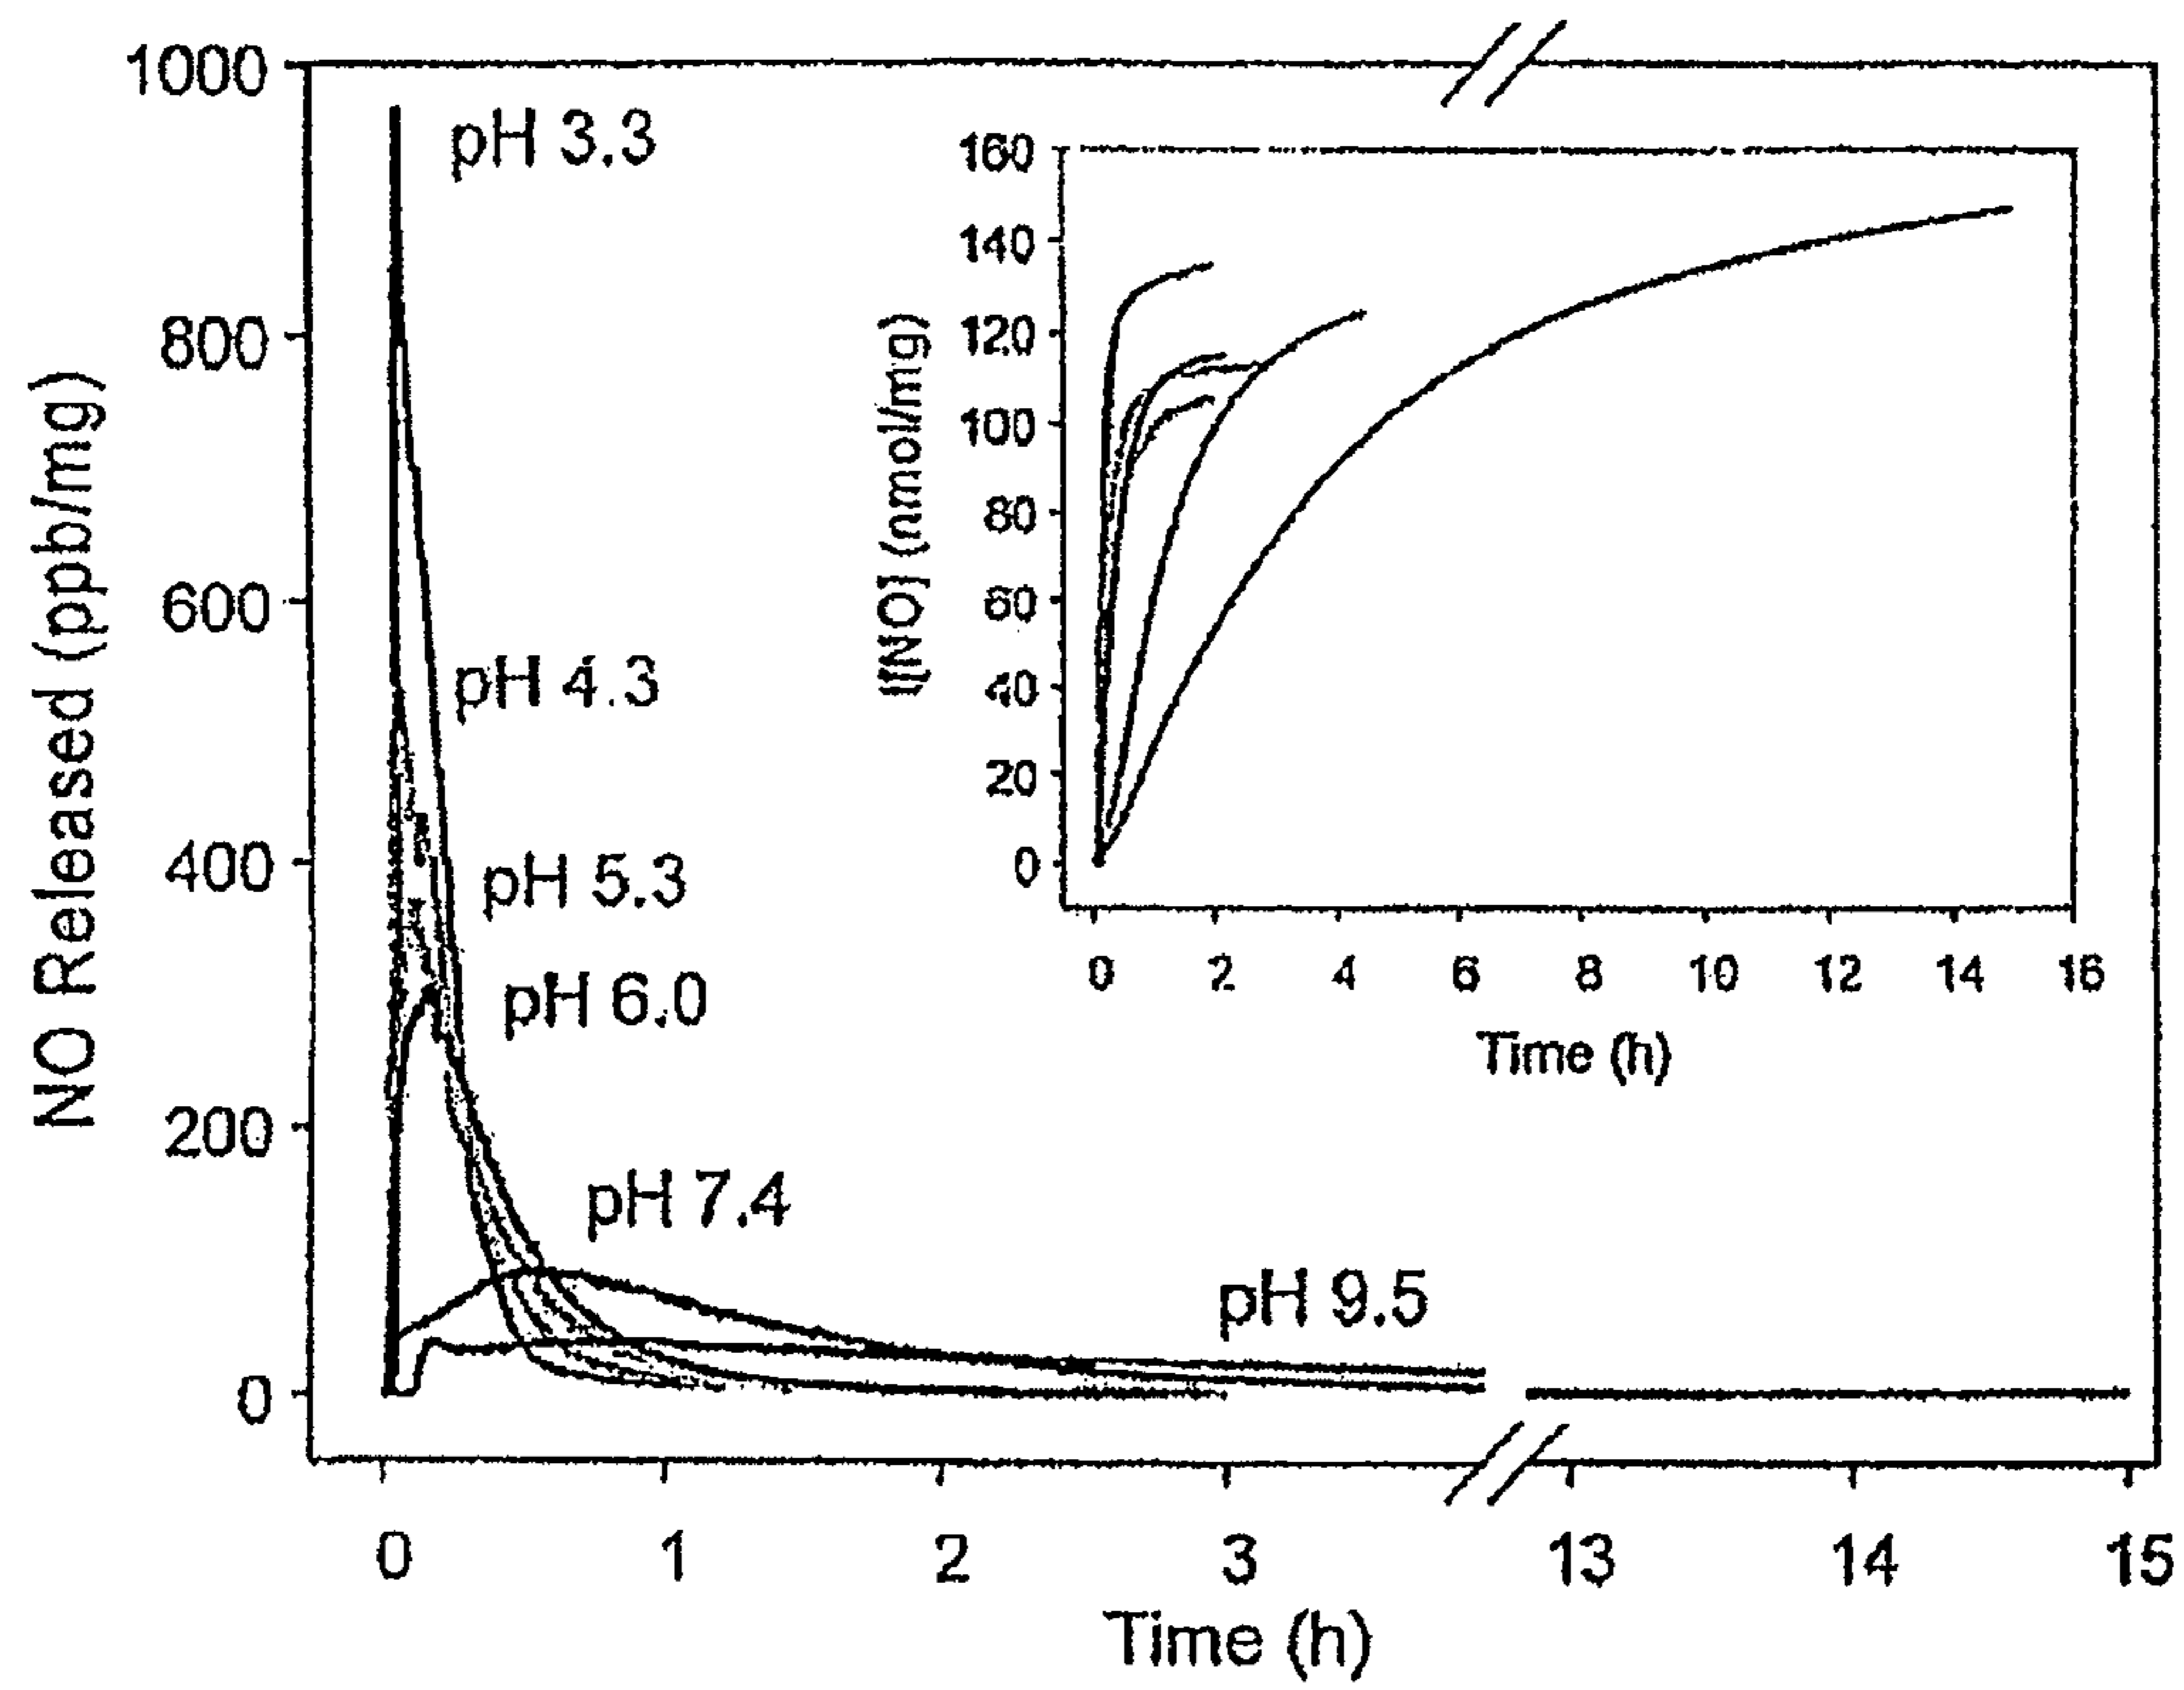 1000
800
600
400
200
0
NO Released (ppb/mg)
pH 3.3
pH 4.3
pH 5.3
pH 6.0
pH 7.4
pH 9.5
0 1 2 3 13 14 15
Time (h)
160
140
120
100
80
60
40
20
0
t[NO] (nmol/mg)
0 2 4 6 8 10 12 14 16
Time (h)